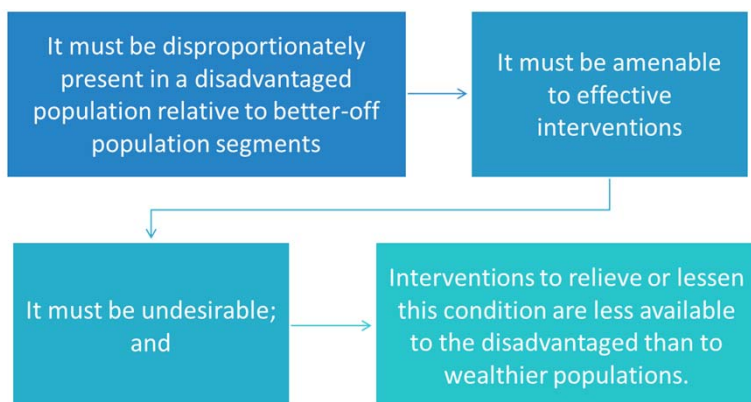 It must be disproportionately
present in a disadvantaged
population relative to better-off
population segments
It must be amenable
to effective
interventions
It must be undesirable;
and
Interventions to relieve or lessen
this condition are less available
to the disadvantaged than to
wealthier populations.